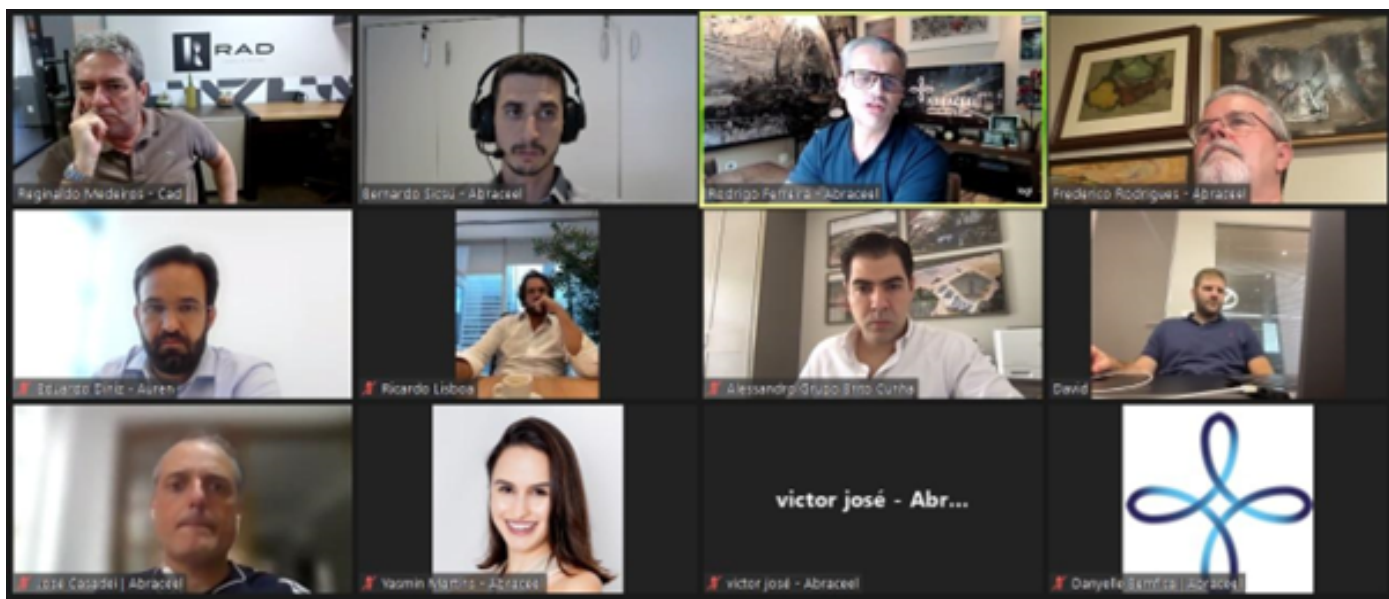 RAD
Reginaldo Medeiros - Cad
Bernardo Sicsú - Abraceel
ABRACEEL
Rodrigo Ferreira - Abraceel
Frederico Rodrigues - Abraceel
Eduardo Diniz - Auren
Ricardo Lisboa
Alessandro Grupo Brito Cunha
David
José Casadei | Abraceel
Yasmin Martins - Abraceel
victor josé - Abr...
victor josé - Abraceel
Danyelle Bemfica | Abraceel